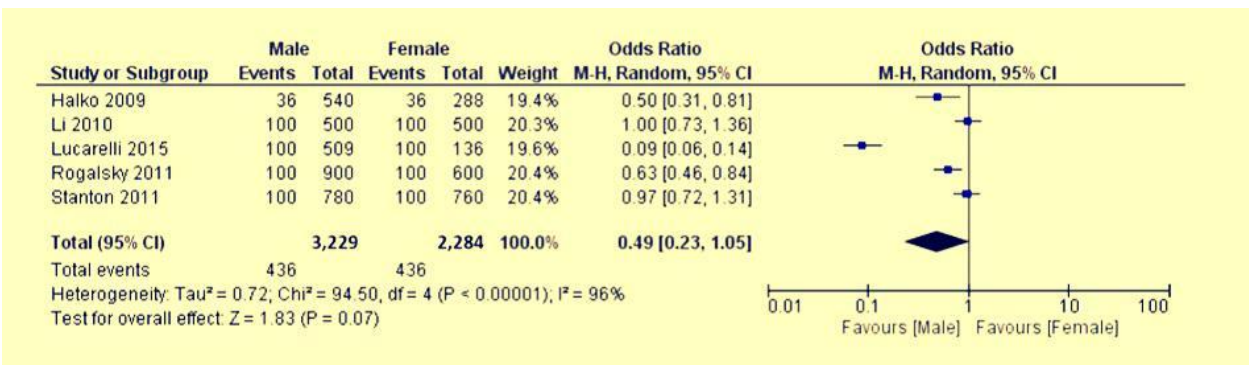 Male Female Odds Ratio Odds Ratio
Study or Subgroup Events Total Events Total Weight M-H, Random, 95% CI M-H, Random, 95% CI
Halko 2009 36 540 36 288 19.4% 0.50 [0.31, 0.81]
Li 2010 100 500 100 500 20.3% 1.00 [0.73, 1.36]
Lucarelli 2015 100 509 100 136 19.6% 0.09 [0.06, 0.14]
Rogalsky 2011 100 900 100 600 20.4% 0.63 [0.46, 0.84]
Stanton 2011 100 780 100 760 20.4% 0.97 [0.72, 1.31]
Total (95% CI) 3,229 2,284 100.0% 0.49 [0.23, 1.05]
Total events 436 436
Heterogeneity: Tau² = 0.72; Chi² = 94.50, df = 4 (P < 0.00001); I² = 96%
Test for overall effect: Z = 1.83 (P = 0.07)
0.01 0.1 1 10 100
Favours [Male] Favours [Female]